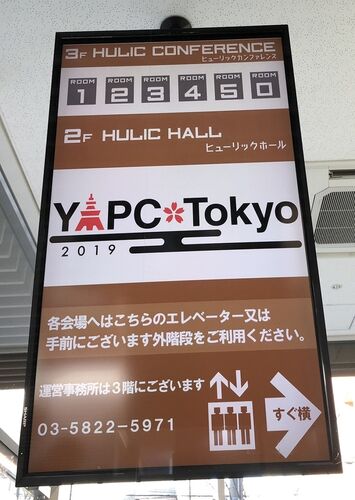 3F HULIC CONFERENCE
ヒューリックカンファレンス
ROOM ROOM ROOM ROOM ROOM ROOM
1 2 3 4 5 0
2F HULIC HALL
ヒューリックホール
YAPC Tokyo
2019
各会場へはこちらのエレベーター又は
手前にございます外階段をご利用ください。
運営事務所は3階にございます
03-5822-5971
すぐ横
SHARP